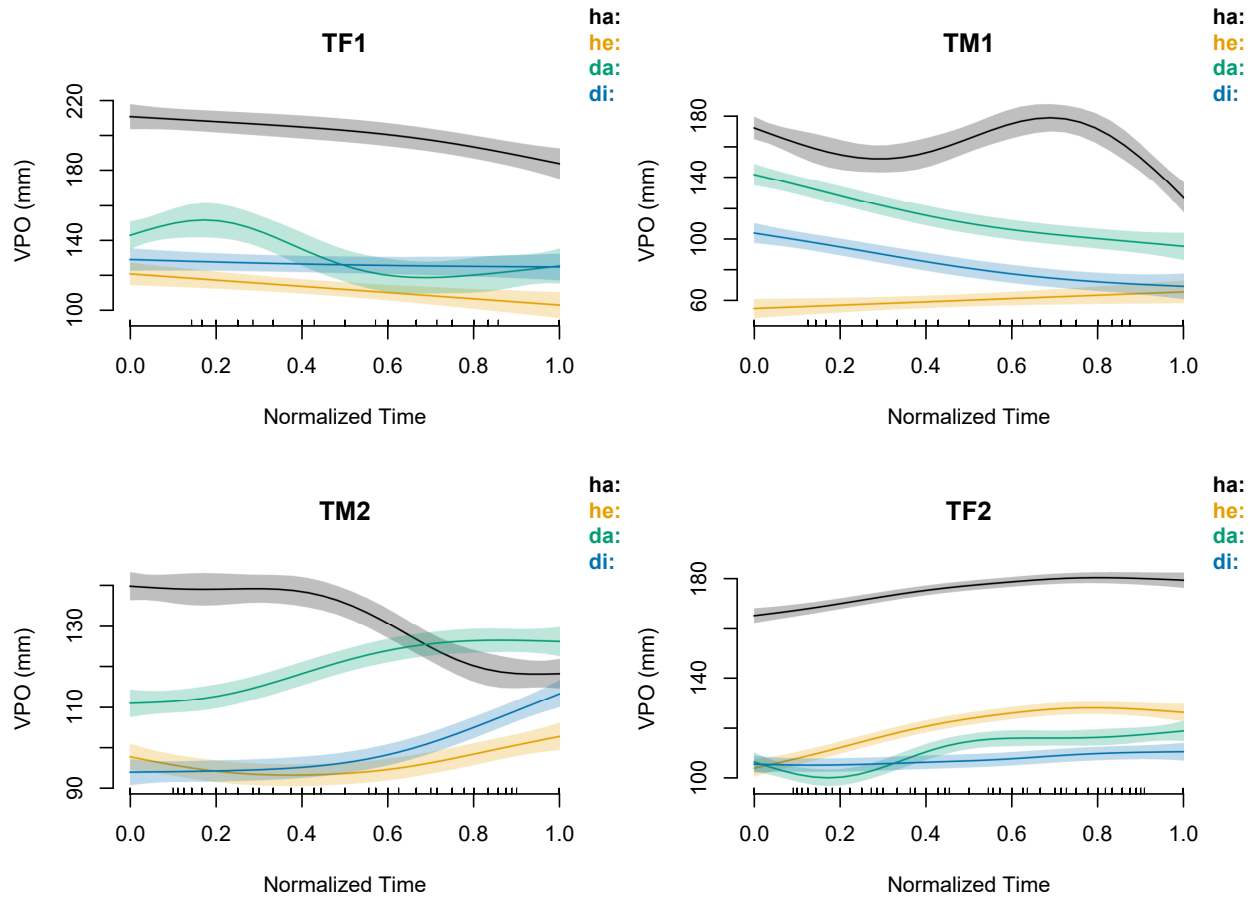 TF1
ha:
he:
da:
di:
VPO (mm)
220
180
140
100
0.0 0.2 0.4 0.6 0.8 1.0
Normalized Time
TM1
ha:
he:
da:
di:
VPO (mm)
180
140
100
60
0.0 0.2 0.4 0.6 0.8 1.0
Normalized Time
TM2
ha:
he:
da:
di:
VPO (mm)
130
110
90
0.0 0.2 0.4 0.6 0.8 1.0
Normalized Time
TF2
ha:
he:
da:
di:
VPO (mm)
180
140
100
0.0 0.2 0.4 0.6 0.8 1.0
Normalized Time